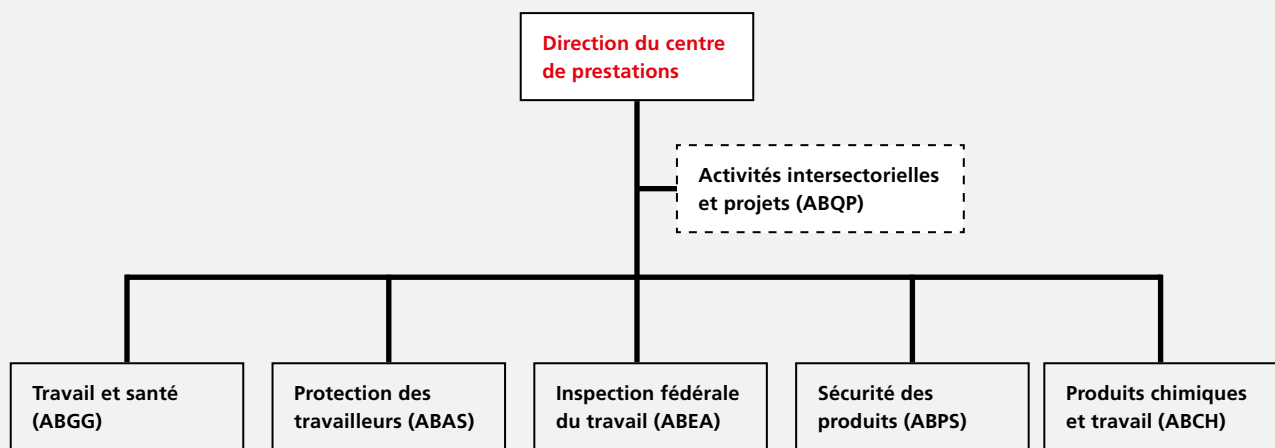 Direction du centre
de prestations
Activités intersectorielles
et projets (ABQP)
Travail et santé
(ABGG)
Protection des
travailleurs (ABAS)
Inspection fédérale
du travail (ABEA)
Sécurité des
produits (ABPS)
Produits chimiques
et travail (ABCH)